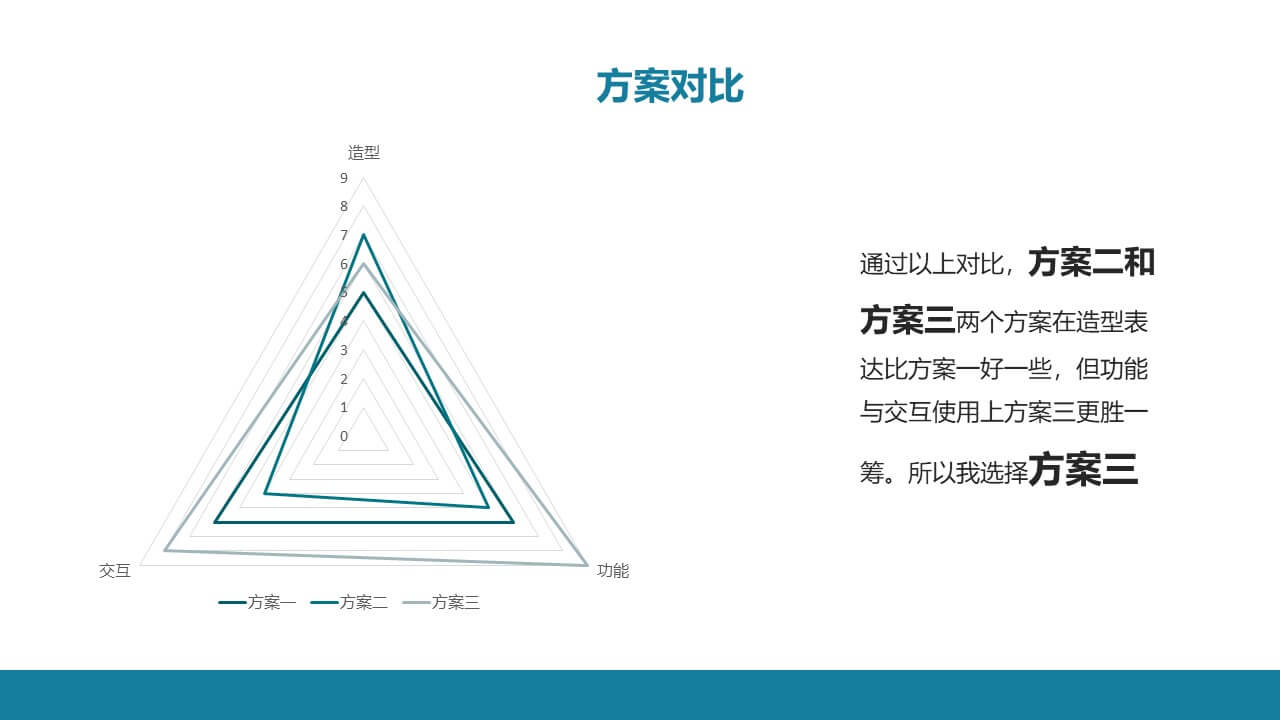 方案对比
造型
9
8
7
6
5
4
3
2
1
0
交互
功能
方案一 方案二 方案三
通过以上对比，方案二和
方案三两个方案在造型表
达比方案一好一些，但功能
与交互使用上方案三更胜一
筹。所以我选择方案三